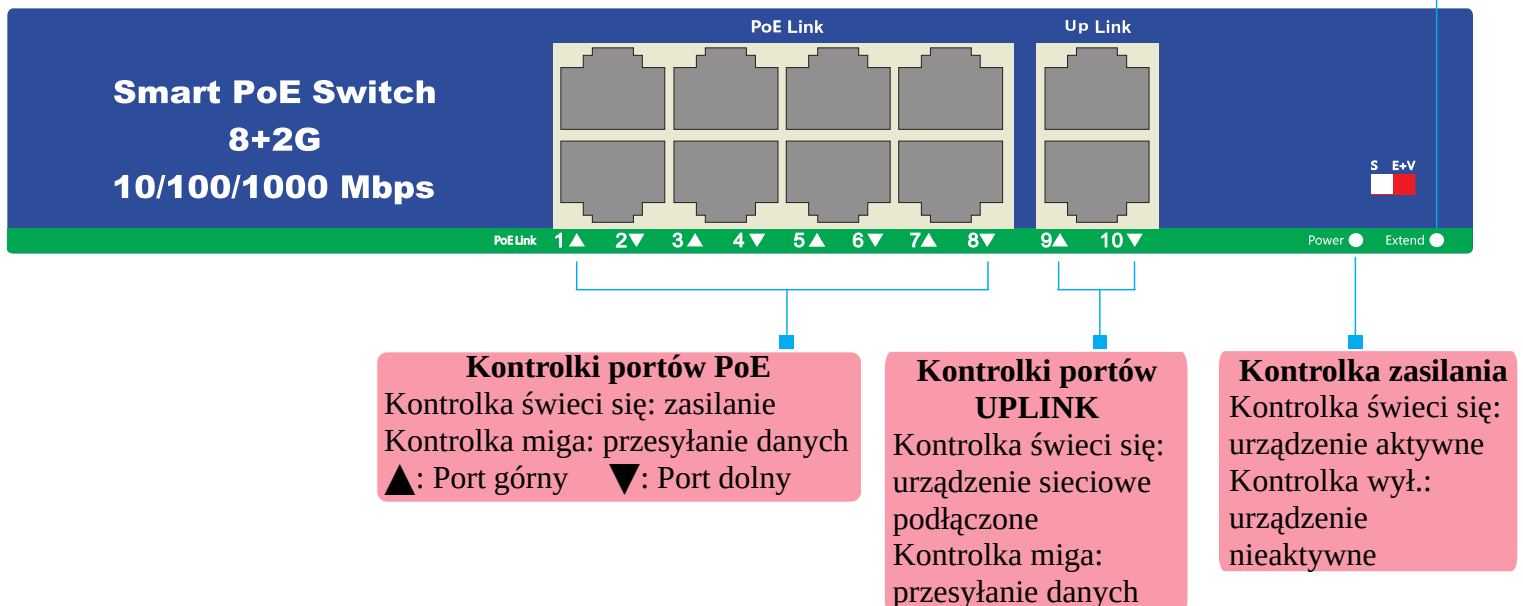 PoE Link
Up Link
Smart PoE Switch
8+2G
10/100/1000 Mbps
S E+V
PoE Link 1▲ 2▼ 3▲ 4▼ 5▲ 6▼ 7▲ 8▼ 9▲ 10▼ Power Extend
Kontrolki portów PoE
Kontrolka świeci się: zasilanie
Kontrolka miga: przesyłanie danych
▲: Port górny ▼: Port dolny
Kontrolki portów
UPLINK
Kontrolka świeci się:
urządzenie sieciowe
podłączone
Kontrolka miga:
przesyłanie danych
Kontrolka zasilania
Kontrolka świeci się:
urządzenie aktywne
Kontrolka wył.:
urządzenie
nieaktywne